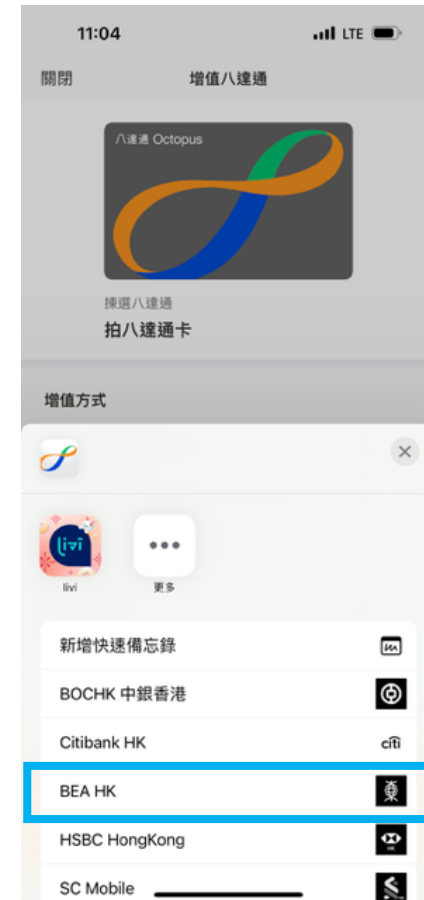 11:04 LTE
關閉 增值八達通
八達通 Octopus
揀選八達通
拍八達通卡
增值方式
livi
livi 更多
新增快速備忘錄
BOCHK 中銀香港
Citibank HK citi
BEA HK
HSBC HongKong HK
SC Mobile